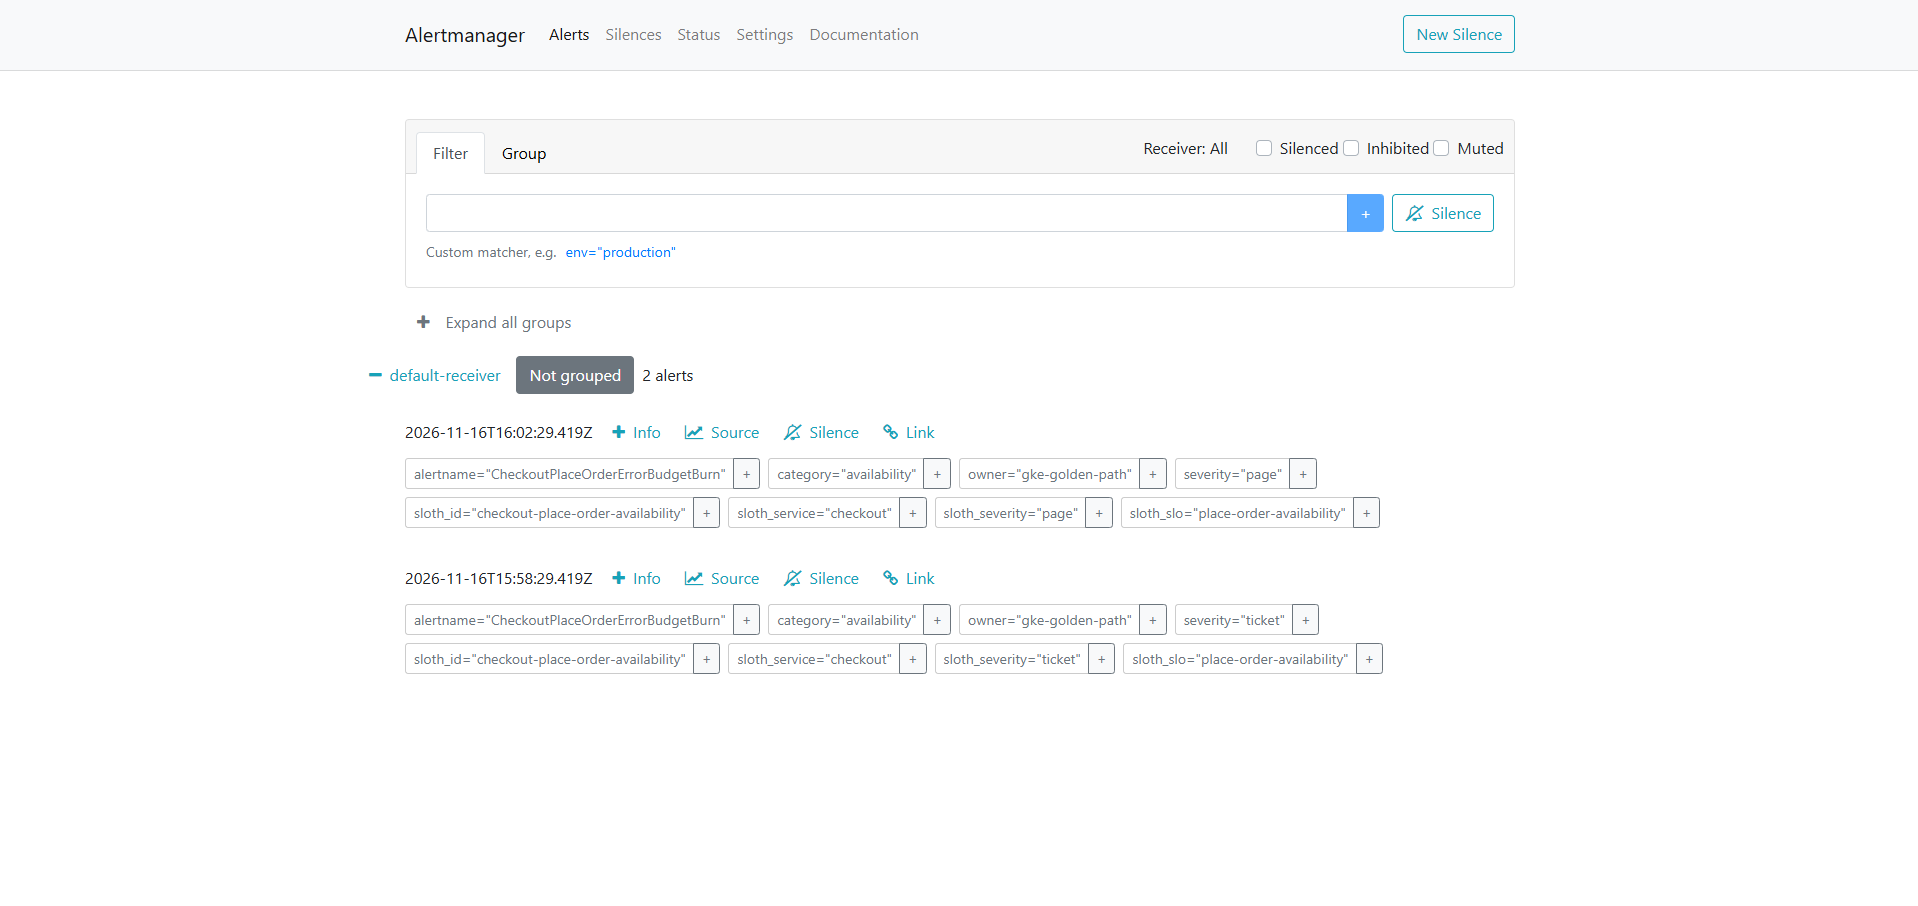 Alertmanager Alerts Silences Status Settings Documentation New Silence
Filter Group Receiver: All Silenced Inhibited Muted
+ Silence
Custom matcher, e.g. env="production"
+ Expand all groups
− default-receiver Not grouped 2 alerts
2026-11-16T16:02:29.419Z + Info Source Silence Link
alertname="CheckoutPlaceOrderErrorBudgetBurn" + category="availability" + owner="gke-golden-path" + severity="page" +
sloth_id="checkout-place-order-availability" + sloth_service="checkout" + sloth_severity="page" + sloth_slo="place-order-availability" +
2026-11-16T15:58:29.419Z + Info Source Silence Link
alertname="CheckoutPlaceOrderErrorBudgetBurn" + category="availability" + owner="gke-golden-path" + severity="ticket" +
sloth_id="checkout-place-order-availability" + sloth_service="checkout" + sloth_severity="ticket" + sloth_slo="place-order-availability" +